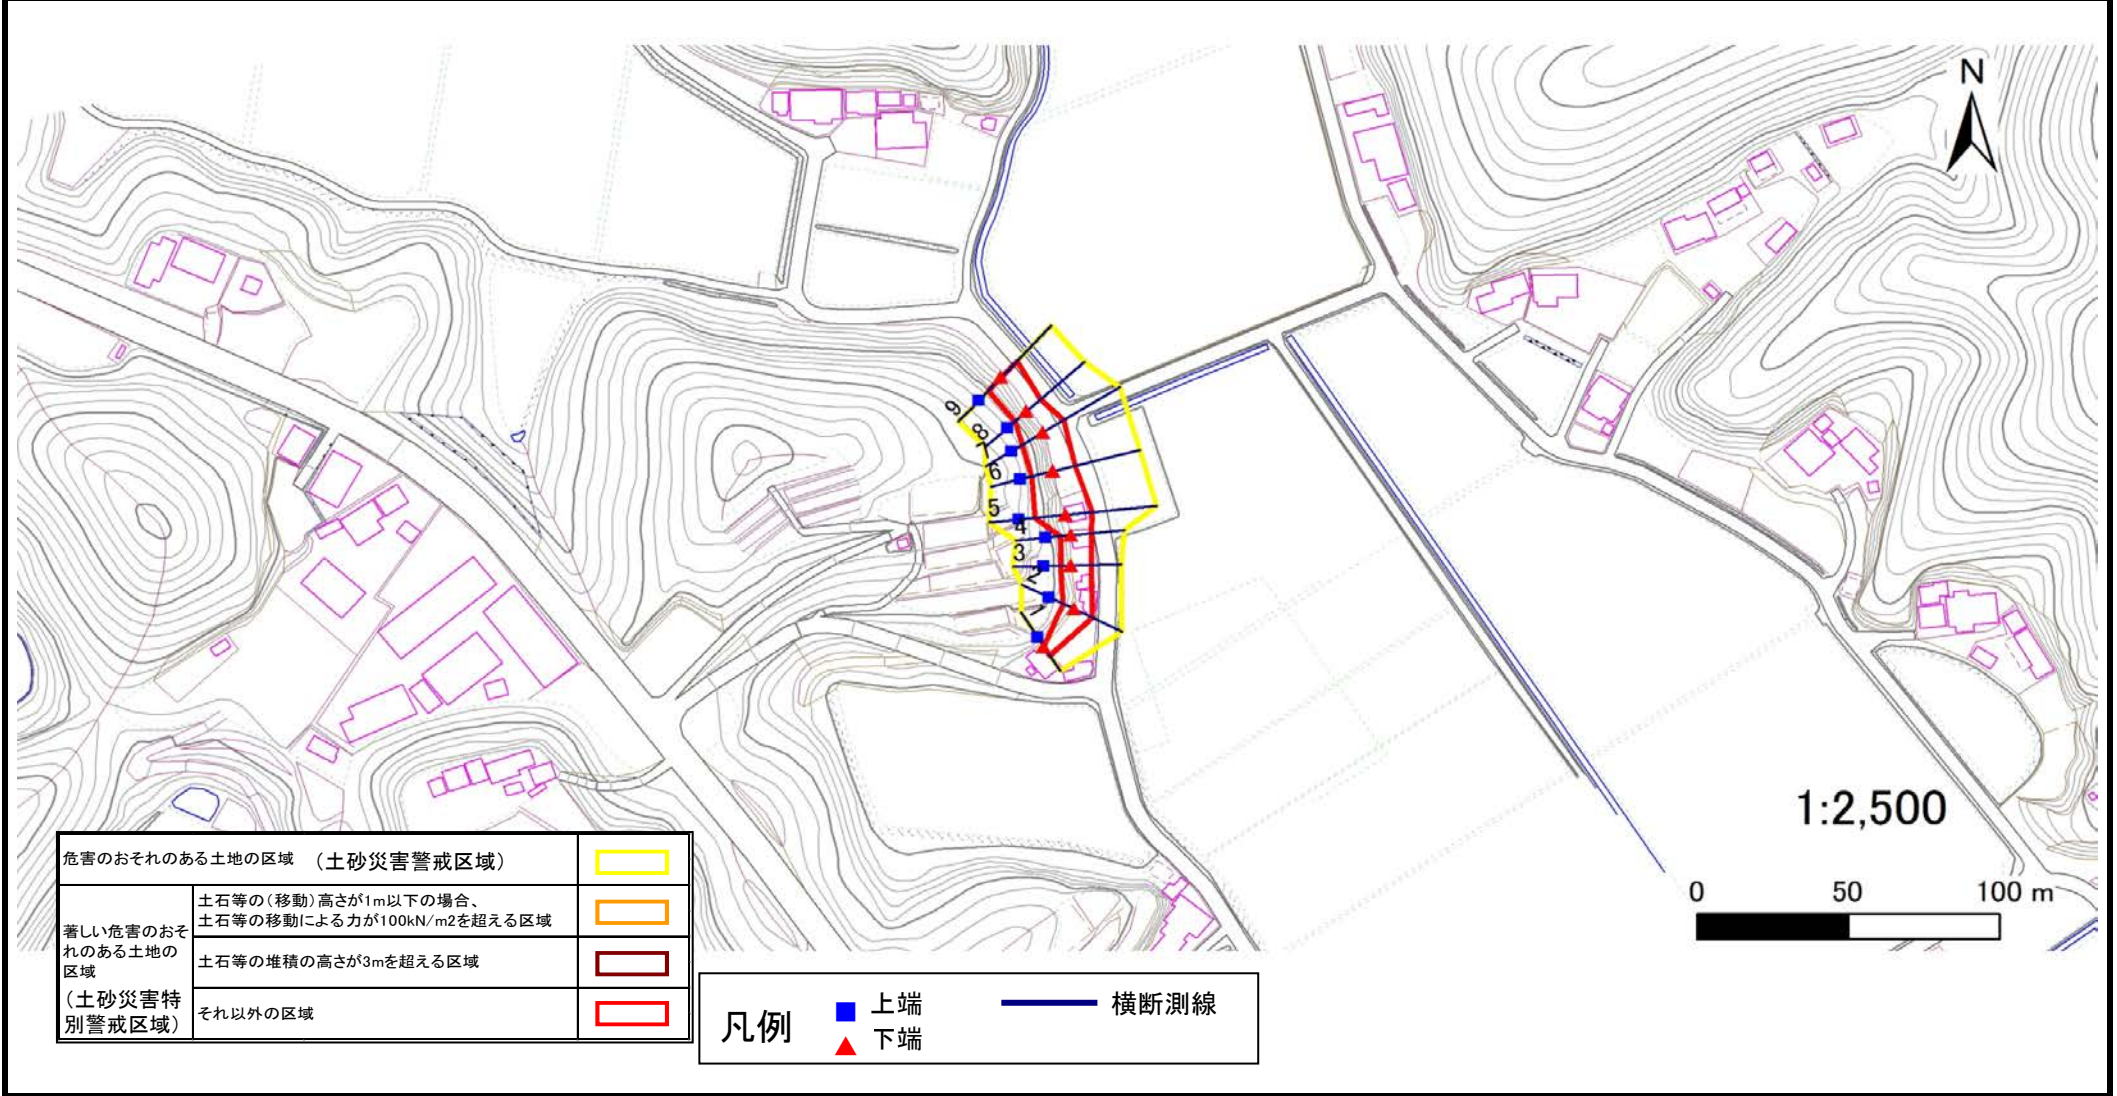 N
9
8
7
6
5
4
3
2
1
1:2,500
0 50 100 m
危害のおそれのある土地の区域 (土砂災害警戒区域)
著しい危害のおそ
れのある土地の
区域
(土砂災害特
別警戒区域)
土石等の(移動)高さが1m以下の場合、
土石等の移動による力が100kN/m2を超える区域
土石等の堆積の高さが3mを超える区域
それ以外の区域
凡例
上端
下端
横断測線